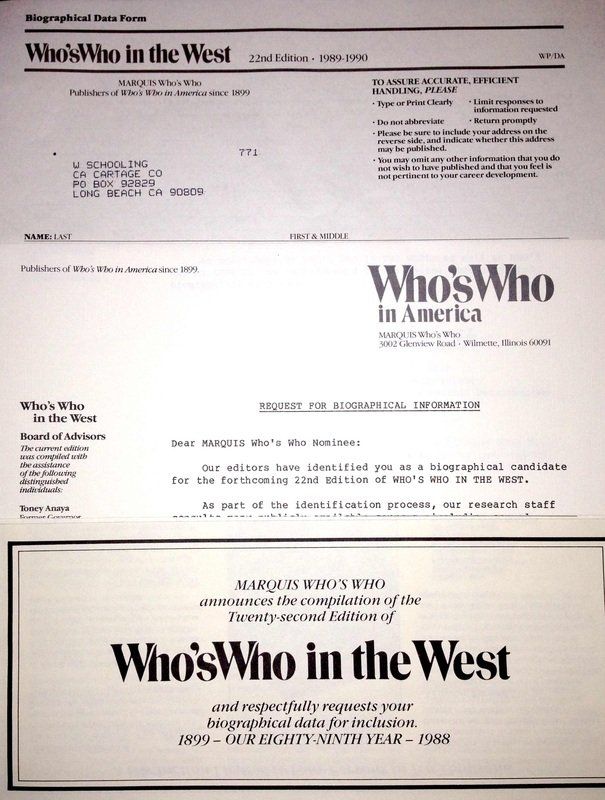 Biographical Data Form
Who'sWho in the West 22nd Edition · 1989-1990
WP/DA
MARQUIS Who's Who
Publishers of Who's Who in America since 1899
TO ASSURE ACCURATE, EFFICIENT
HANDLING, PLEASE
· Type or Print Clearly
· Limit responses to
information requested
· Do not abbreviate
· Return promptly
· Please be sure to include your address on the
reverse side, and indicate whether this address
may be published.
· You may omit any other information that you do
not wish to have published and that you feel is
not pertinent to your career development.
771
W SCHOOLING
CA CARTAGE CO
PO BOX 92829
LONG BEACH CA 90809
NAME: LAST
FIRST & MIDDLE
Publishers of Who's Who in America since 1899.
Who'sWho
in America
MARQUIS Who's Who
3002 Glenview Road · Wilmette, Illinois 60091
Who's Who
in the West
Board of Advisors
The current edition
was compiled with
the assistance
of the following
distinguished
individuals:
Toney Anaya
Former Governor
REQUEST FOR BIOGRAPHICAL INFORMATION
Dear MARQUIS Who's Who Nominee:
Our editors have identified you as a biographical candidate
for the forthcoming 22nd Edition of WHO'S WHO IN THE WEST.
As part of the identification process, our research staff
MARQUIS WHO'S WHO
announces the compilation of the
Twenty-second Edition of
Who'sWho in the West
and respectfully requests your
biographical data for inclusion.
1899 – OUR EIGHTY-NINTH YEAR – 1988